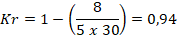 Kr = 1 − (8 / 5 x 30) = 0,94